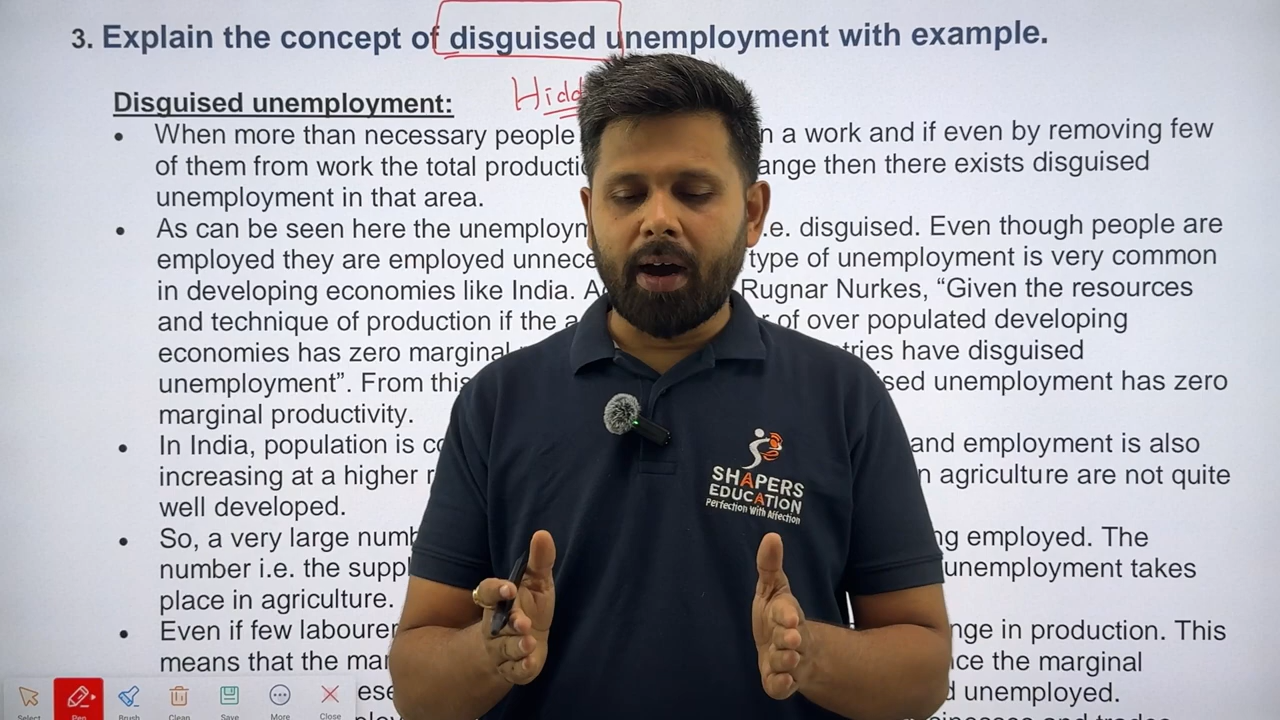 3. Explain the concept of disguised unemployment with example.
Hidd
Disguised unemployment:
• When more than necessary people n a work and if even by removing few
of them from work the total producti ange then there exists disguised
unemployment in that area.
• As can be seen here the unemploym .e. disguised. Even though people are
employed they are employed unnece type of unemployment is very common
in developing economies like India. A Rugnar Nurkes, “Given the resources
and technique of production if the a r of over populated developing
economies has zero marginal tries have disguised
unemployment”. From this sed unemployment has zero
marginal productivity.
• In India, population is co and employment is also
increasing at a higher r n agriculture are not quite
well developed.
• So, a very large numb ng employed. The
number i.e. the suppl unemployment takes
place in agriculture.
• Even if few labourer nge in production. This
means that the mar ce the marginal
ese d unemployed.
SHAPERS
EDUCATION
Perfection With Affection
Select Pen Brush Clean Save More Close